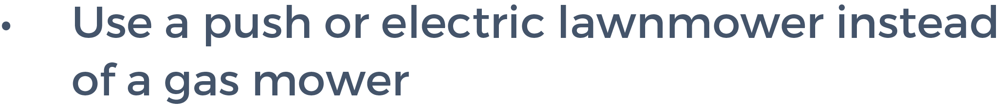 • Use a push or electric lawnmower instead
of a gas mower